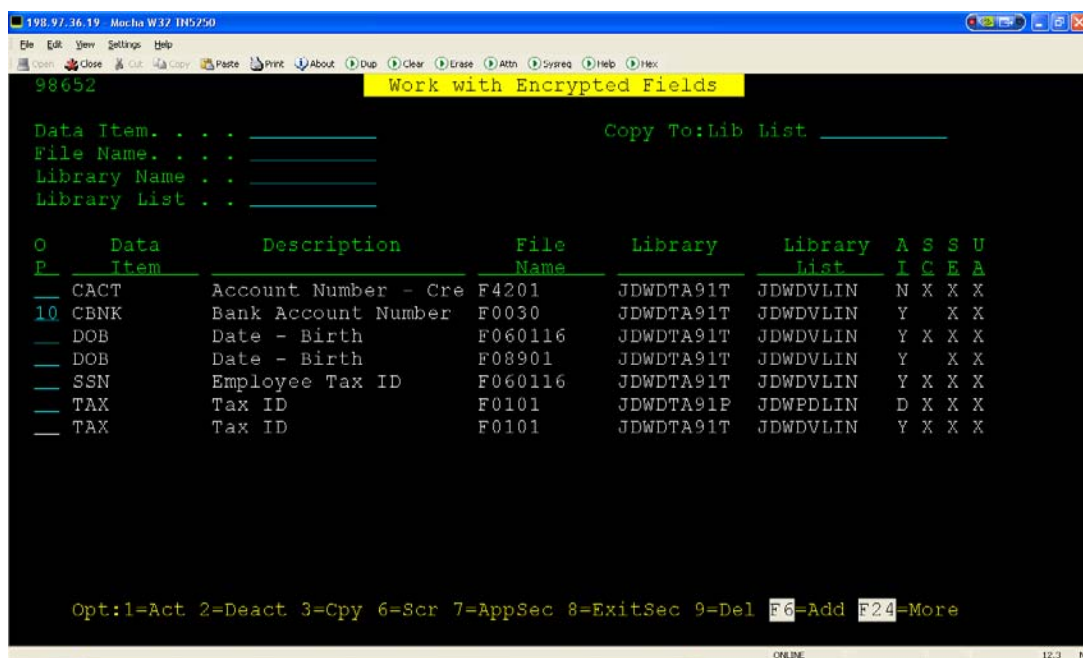 198.97.36.19 - Mocha W32 TN5250
File Edit View Settings Help
Open Close Cut Copy Paste Print About Dup Clear Erase Attn Sysreq Help Hex
98652 Work with Encrypted Fields
Data Item. . . . Copy To:Lib List
File Name. . . .
Library Name . .
Library List . .
O Data Description File Library Library A S S U
P Item Name List I C E A
CACT Account Number - Cre F4201 JDWDTA91T JDWDVLIN N X X X
10 CBNK Bank Account Number F0030 JDWDTA91T JDWDVLIN Y X X
DOB Date - Birth F060116 JDWDTA91T JDWDVLIN Y X X X
DOB Date - Birth F08901 JDWDTA91T JDWDVLIN Y X X
SSN Employee Tax ID F060116 JDWDTA91T JDWDVLIN Y X X X
TAX Tax ID F0101 JDWDTA91P JDWPDLIN D X X X
TAX Tax ID F0101 JDWDTA91T JDWDVLIN Y X X X
Opt:1=Act 2=Deact 3=Cpy 6=Scr 7=AppSec 8=ExitSec 9=Del F6=Add F24=More
ONLINE 12.3